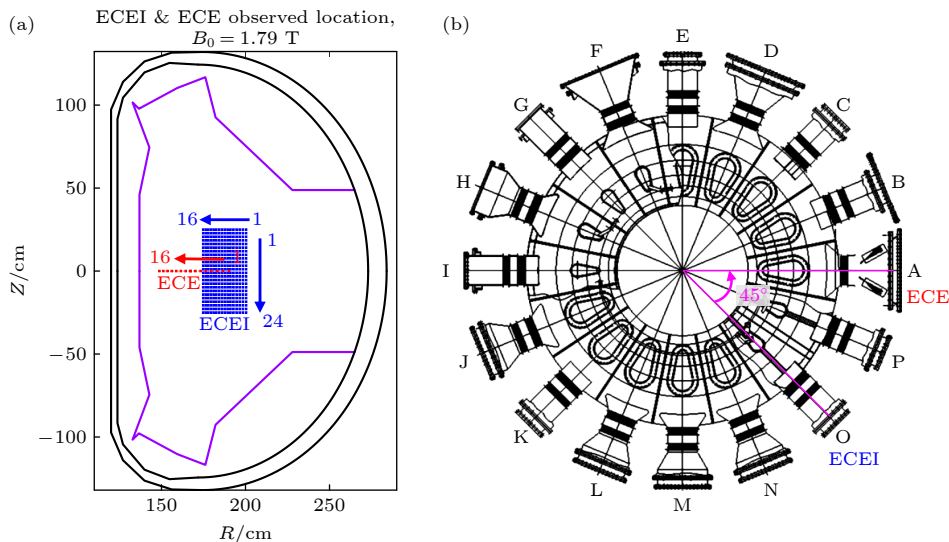 (a)
ECEI & ECE observed location,
B₀ = 1.79 T
100
50
0
−50
−100
150
200
250
Z/cm
R/cm
16
1
1
16
1
ECE
ECEI
24
(b)
E
F
D
G
C
H
B
I
A
ECE
45°
J
P
K
O
ECEI
L
M
N